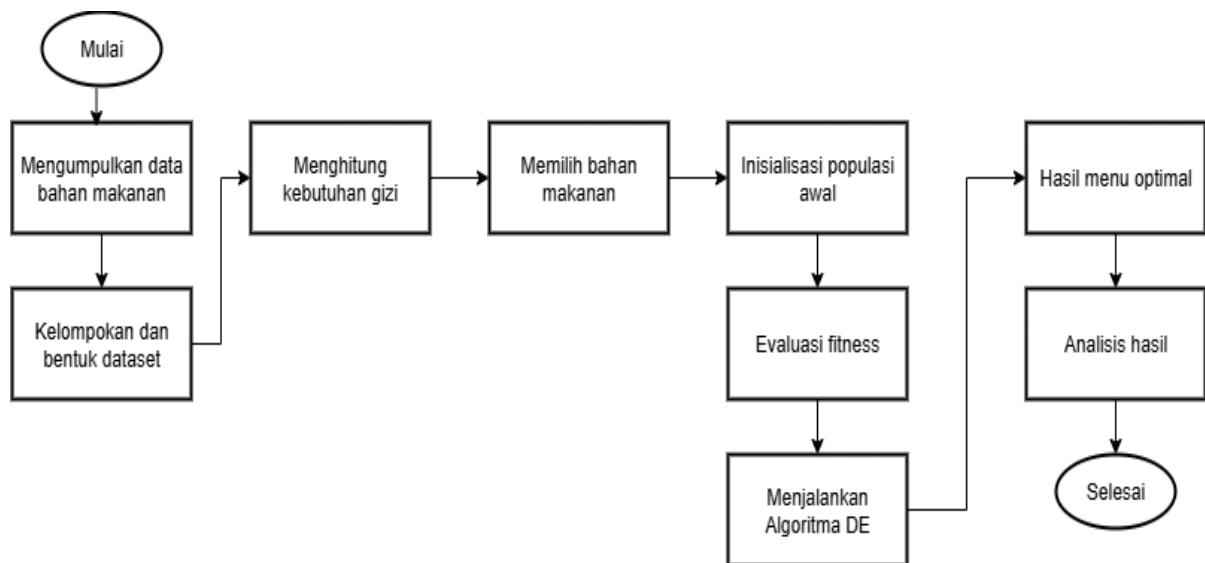 Mulai
Mengumpulkan data
bahan makanan
Kelompokan dan
bentuk dataset
Menghitung
kebutuhan gizi
Memilih bahan
makanan
Inisialisasi populasi
awal
Evaluasi fitness
Menjalankan
Algoritma DE
Hasil menu optimal
Analisis hasil
Selesai